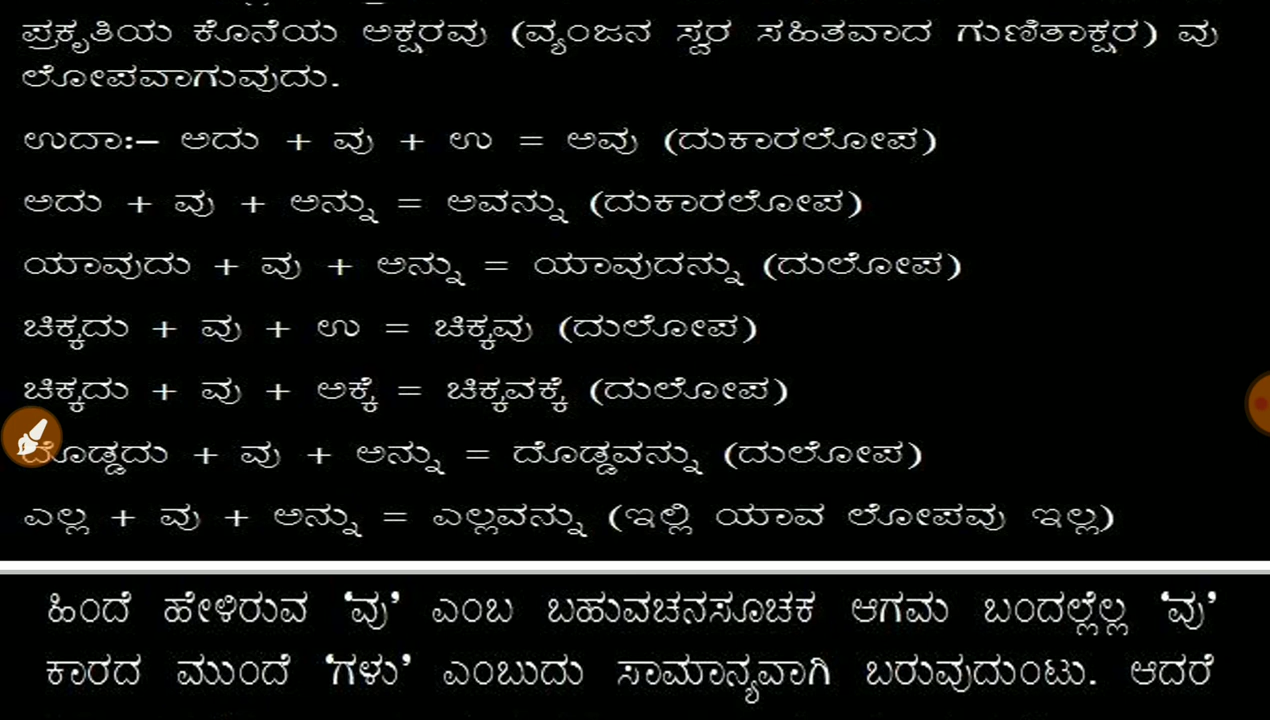 ಪ್ರಕೃತಿಯ ಕೊನೆಯ ಅಕ್ಷರವು (ವ್ಯಂಜನ ಸ್ವರ ಸಹಿತವಾದ ಗುಣಿತಾಕ್ಷರ) ವು
ಲೋಪವಾಗುವುದು.
ಉದಾ:– ಅದು + ವು + ಉ = ಅವು (ದುಕಾರಲೋಪ)
ಅದು + ವು + ಅನ್ನು = ಅವನ್ನು (ದುಕಾರಲೋಪ)
ಯಾವುದು + ವು + ಅನ್ನು = ಯಾವುದನ್ನು (ದುಲೋಪ)
ಚಿಕ್ಕದು + ವು + ಉ = ಚಿಕ್ಕವು (ದುಲೋಪ)
ಚಿಕ್ಕದು + ವು + ಅಕ್ಕೆ = ಚಿಕ್ಕವಕ್ಕೆ (ದುಲೋಪ)
ದೊಡ್ಡದು + ವು + ಅನ್ನು = ದೊಡ್ಡವನ್ನು (ದುಲೋಪ)
ಎಲ್ಲ + ವು + ಅನ್ನು = ಎಲ್ಲವನ್ನು (ಇಲ್ಲಿ ಯಾವ ಲೋಪವು ಇಲ್ಲ)
ಹಿಂದೆ ಹೇಳಿರುವ ‘ವು’ ಎಂಬ ಬಹುವಚನಸೂಚಕ ಆಗಮ ಬಂದಲ್ಲೆಲ್ಲ ‘ವು’
ಕಾರದ ಮುಂದೆ ‘ಗಳು’ ಎಂಬುದು ಸಾಮಾನ್ಯವಾಗಿ ಬರುವುದುಂಟು. ಆದರೆ